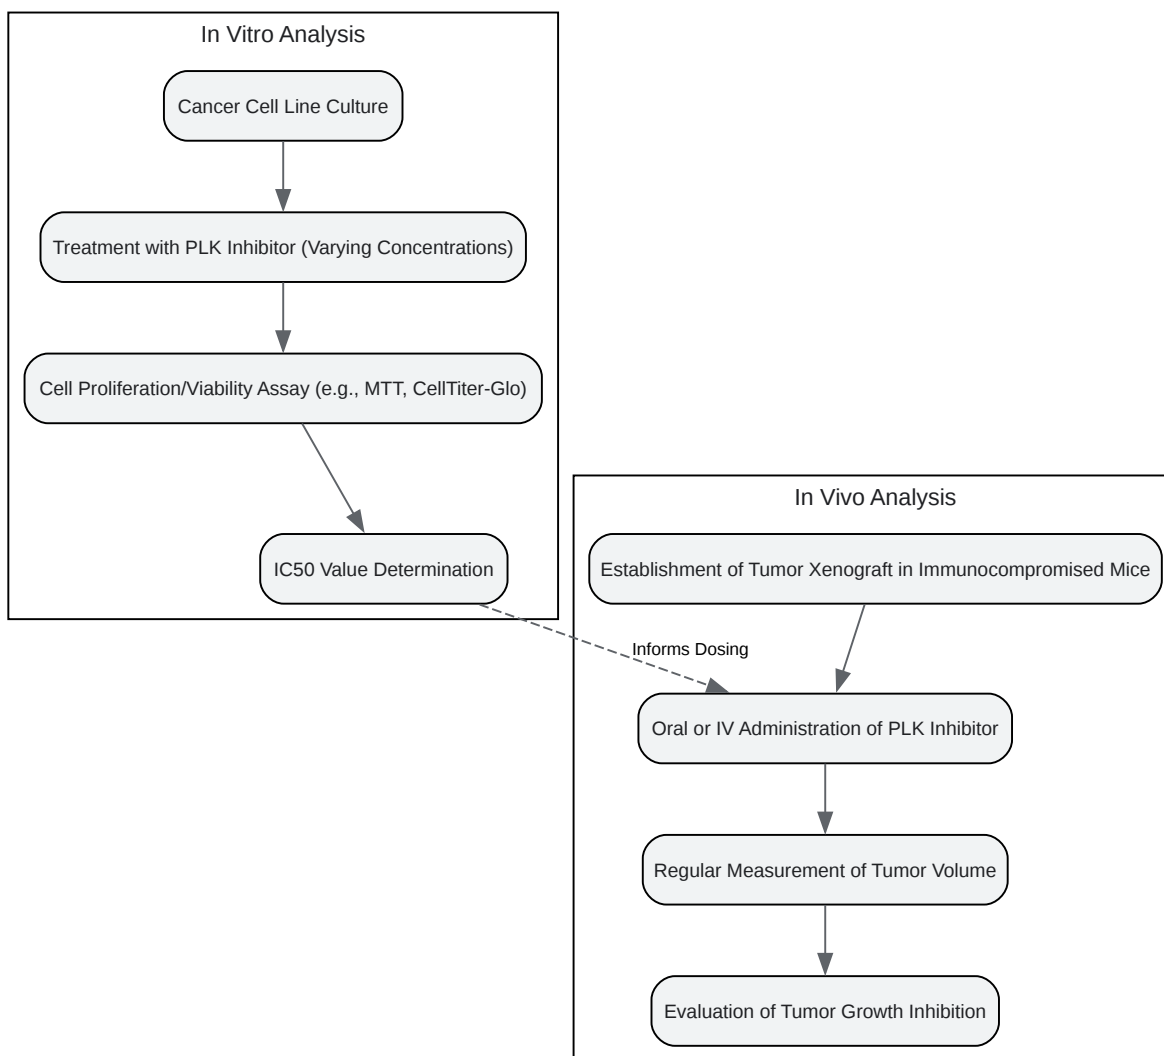 In Vitro Analysis
Cancer Cell Line Culture
Treatment with PLK Inhibitor (Varying Concentrations)
Cell Proliferation/Viability Assay (e.g., MTT, CellTiter-Glo)
IC50 Value Determination
Informs Dosing
In Vivo Analysis
Establishment of Tumor Xenograft in Immunocompromised Mice
Oral or IV Administration of PLK Inhibitor
Regular Measurement of Tumor Volume
Evaluation of Tumor Growth Inhibition